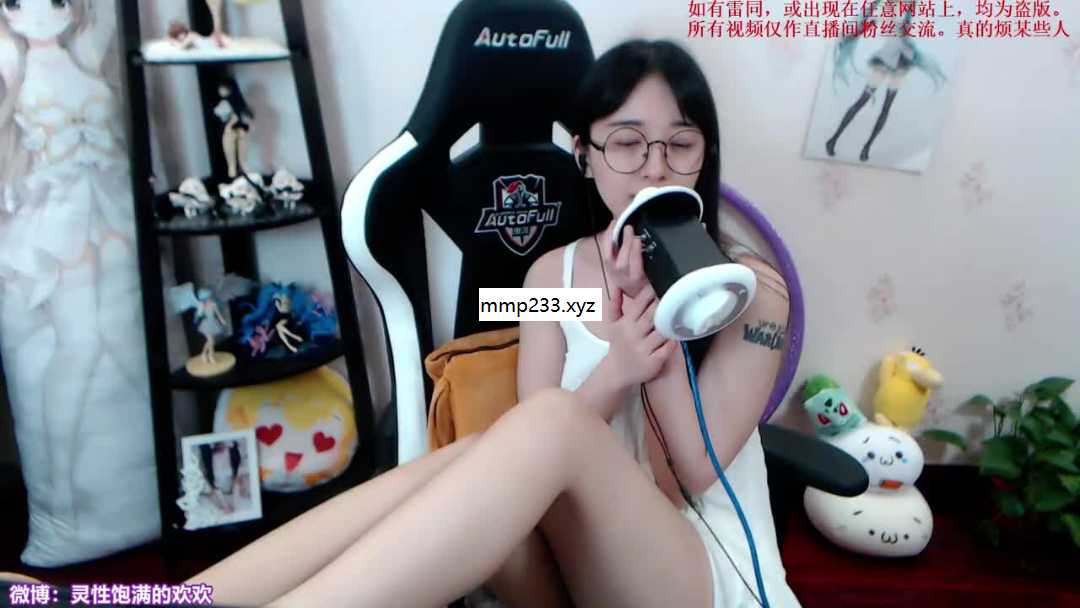 如有雷同，或出现在任意网站上，均为盗版。
所有视频仅作直播间粉丝交流。真的烦某些人
AutoFull
AutoFull
mmp233.xyz
微博：灵性饱满的欢欢